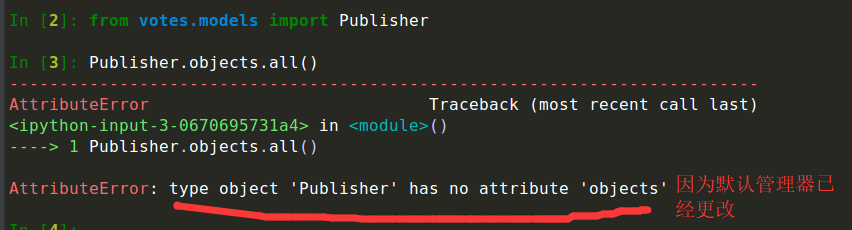 In [2]: from votes.models import Publisher
In [3]: Publisher.objects.all()
---------------------------------------------------------------------------
AttributeError                            Traceback (most recent call last)
<ipython-input-3-0670695731a4> in <module>()
----> 1 Publisher.objects.all()
AttributeError: type object 'Publisher' has no attribute 'objects'
因为默认管理器已
经更改
In [4]: